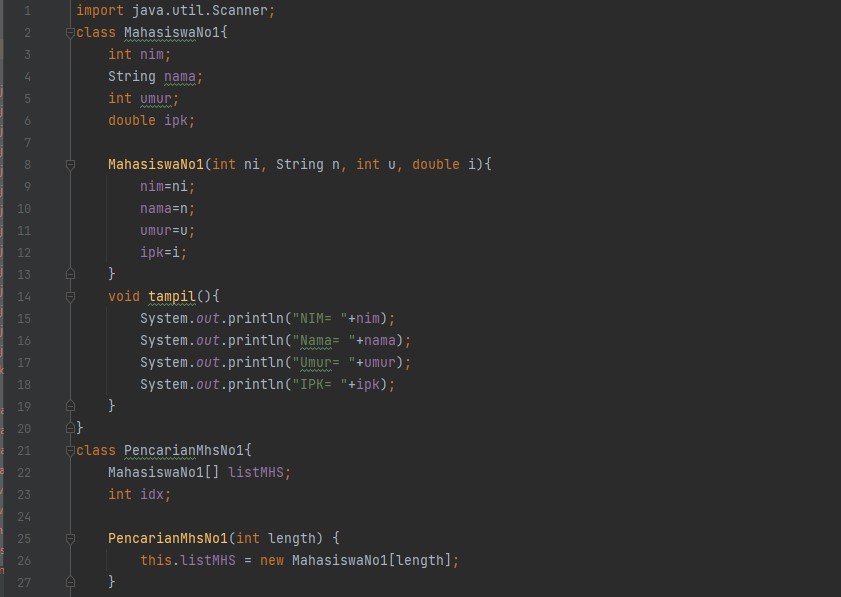 1 import java.util.Scanner;
2 class MahasiswaNo1{
3 int nim;
4 String nama;
5 int umur;
6 double ipk;
7
8 MahasiswaNo1(int ni, String n, int u, double i){
9 nim=ni;
10 nama=n;
11 umur=u;
12 ipk=i;
13 }
14 void tampil(){
15 System.out.println("NIM= "+nim);
16 System.out.println("Nama= "+nama);
17 System.out.println("Umur= "+umur);
18 System.out.println("IPK= "+ipk);
19 }
20 }
21 class PencarianMhsNo1{
22 MahasiswaNo1[] listMHS;
23 int idx;
24
25 PencarianMhsNo1(int length) {
26 this.listMHS = new MahasiswaNo1[length];
27 }